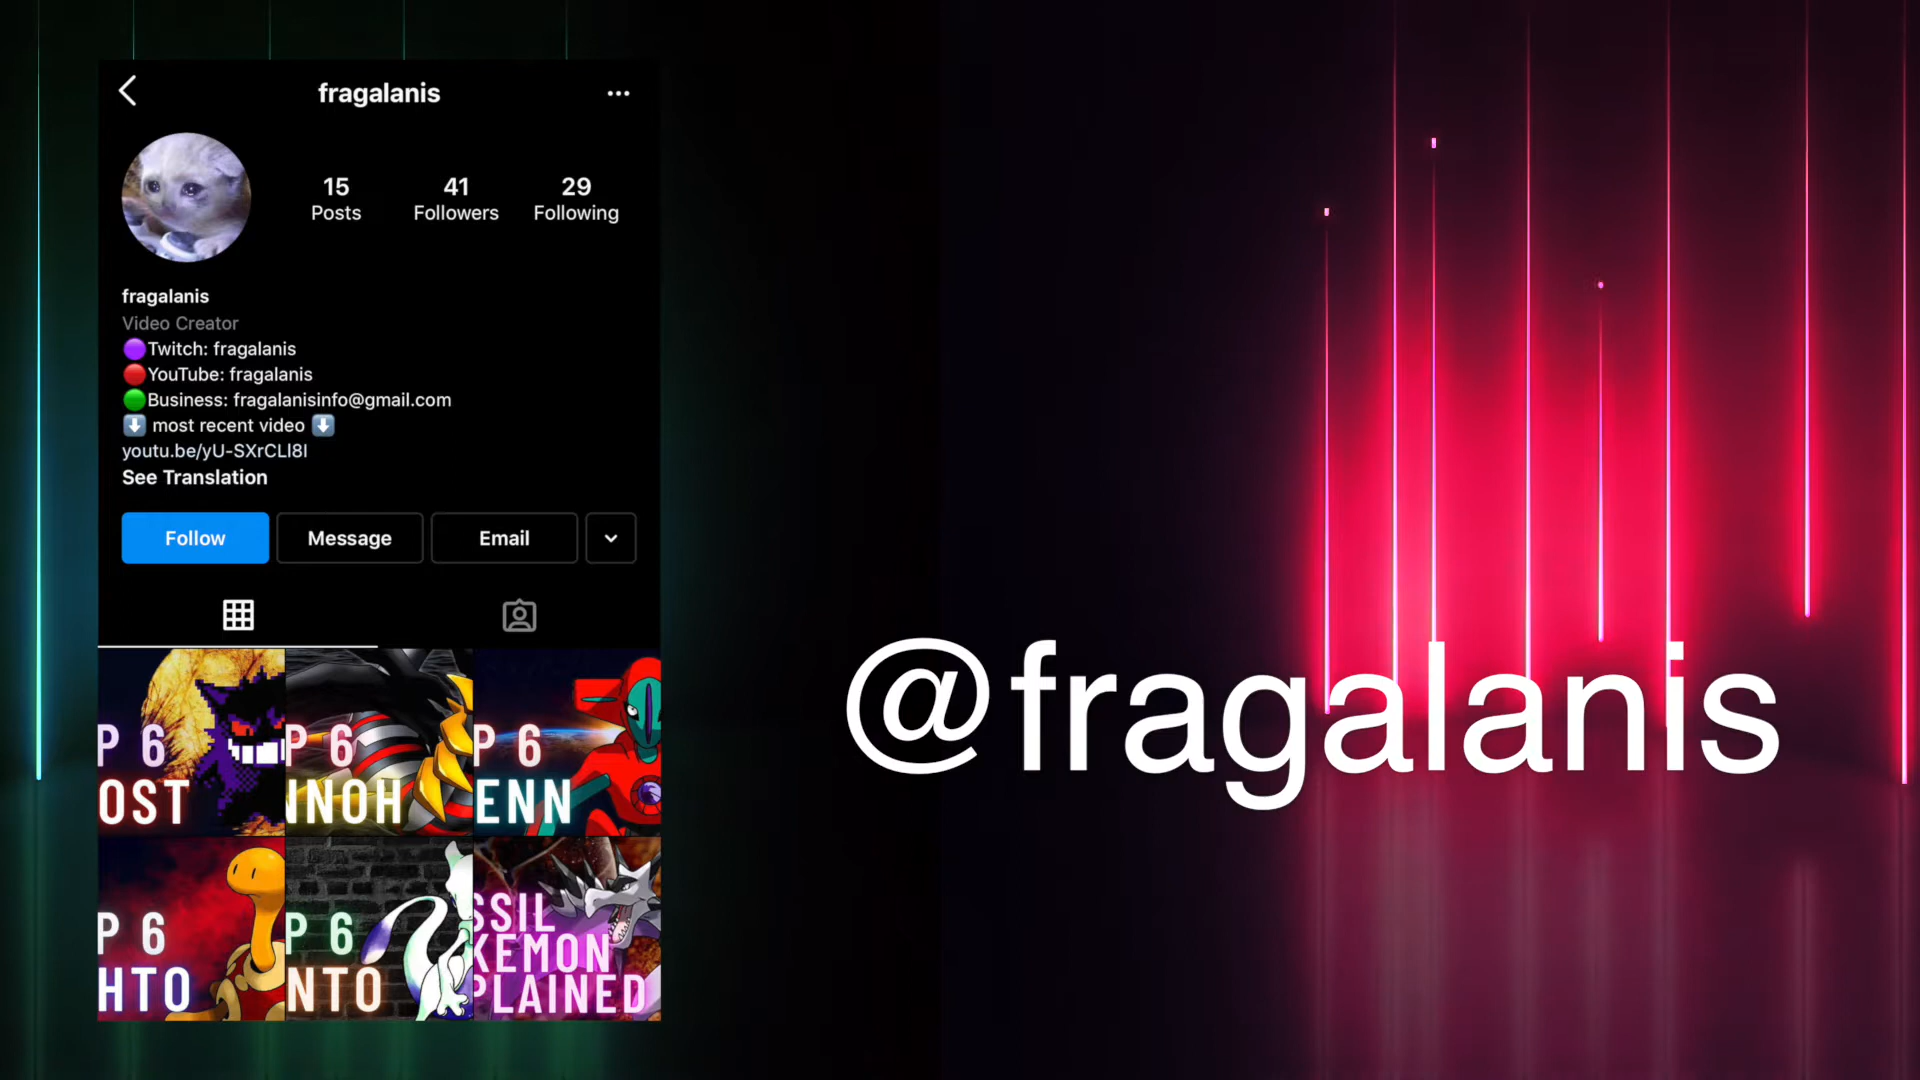 fragalanis
15
Posts
41
Followers
29
Following
fragalanis
Video Creator
Twitch: fragalanis
YouTube: fragalanis
Business: fragalanisinfo@gmail.com
most recent video
youtu.be/yU-SXrCLI8I
See Translation
Follow
Message
Email
P 6
OST
P 6
NNOH
P 6
ENN
P 6
HTO
P 6
NTO
SSIL
KEMON
PLAINED
@fragalanis